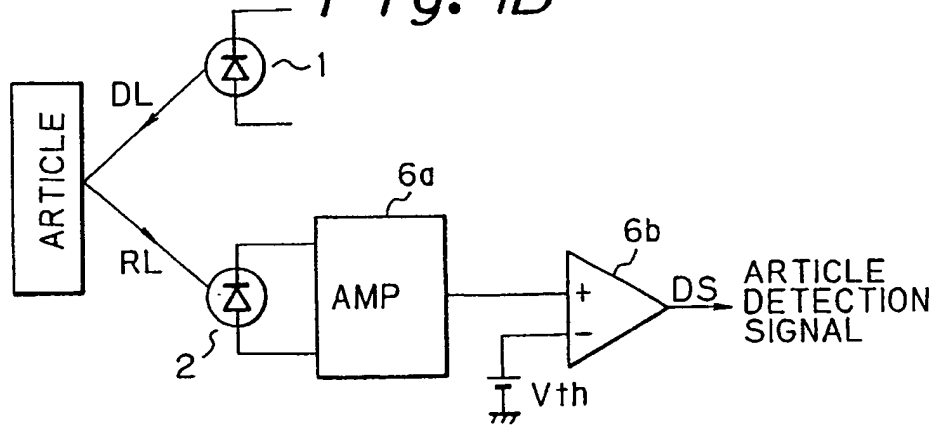 Fig. 1B
1
DL
ARTICLE
RL
2
6a
AMP
6b
+
−
Vth
DS
ARTICLE
DETECTION
SIGNAL